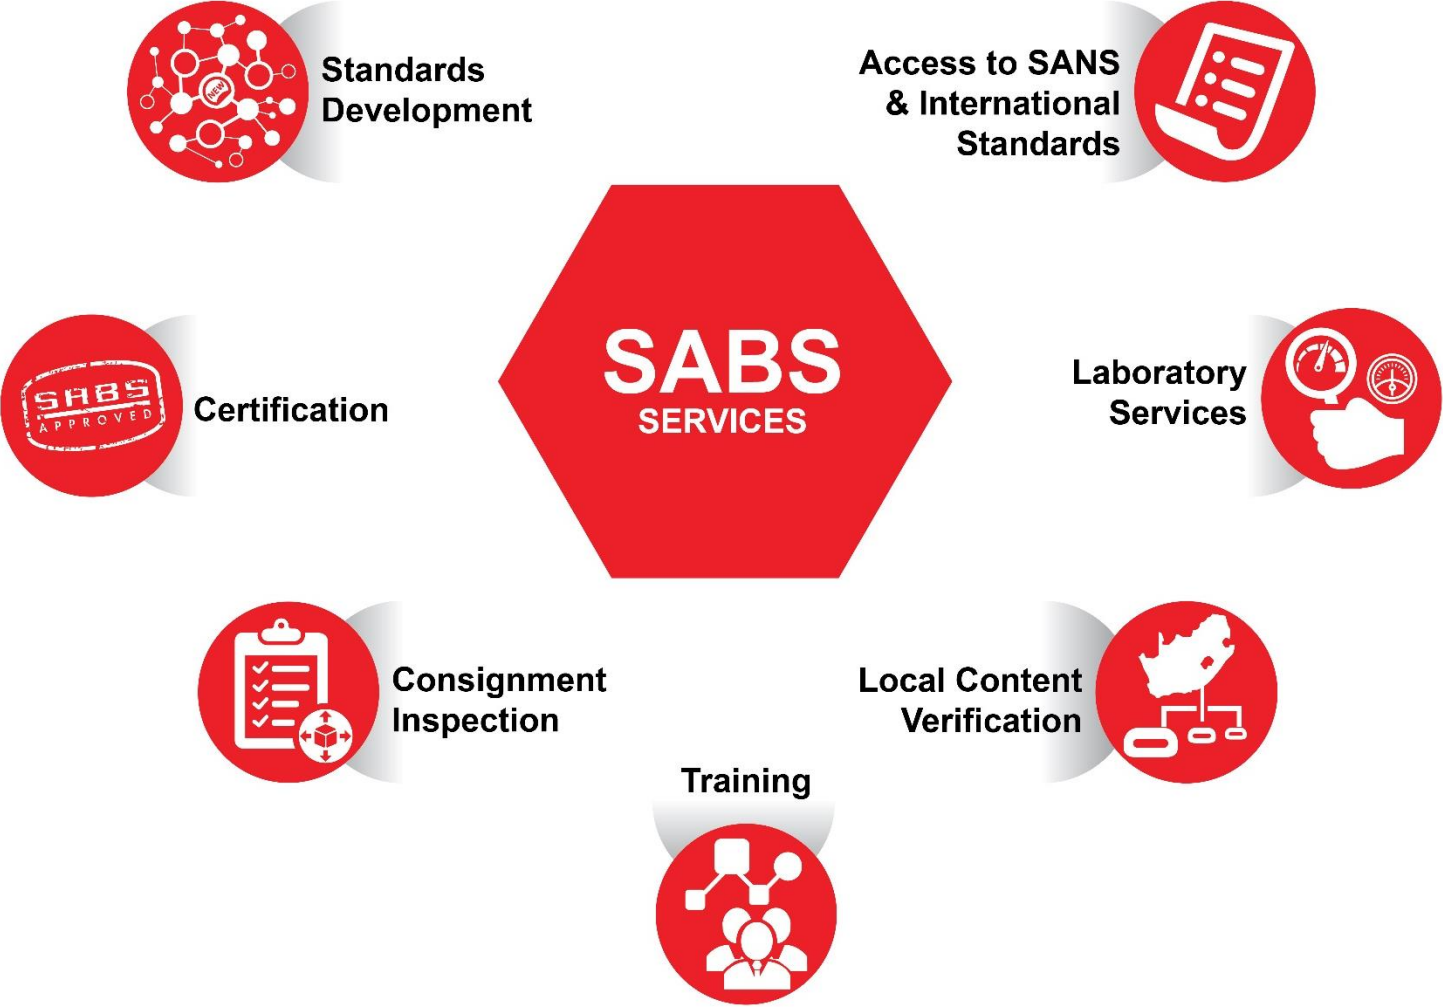 Standards
Development
NEW
Access to SANS
& International
Standards
SABS
SERVICES
SABS
APPROVED
Certification
Laboratory
Services
Consignment
Inspection
Local Content
Verification
Training